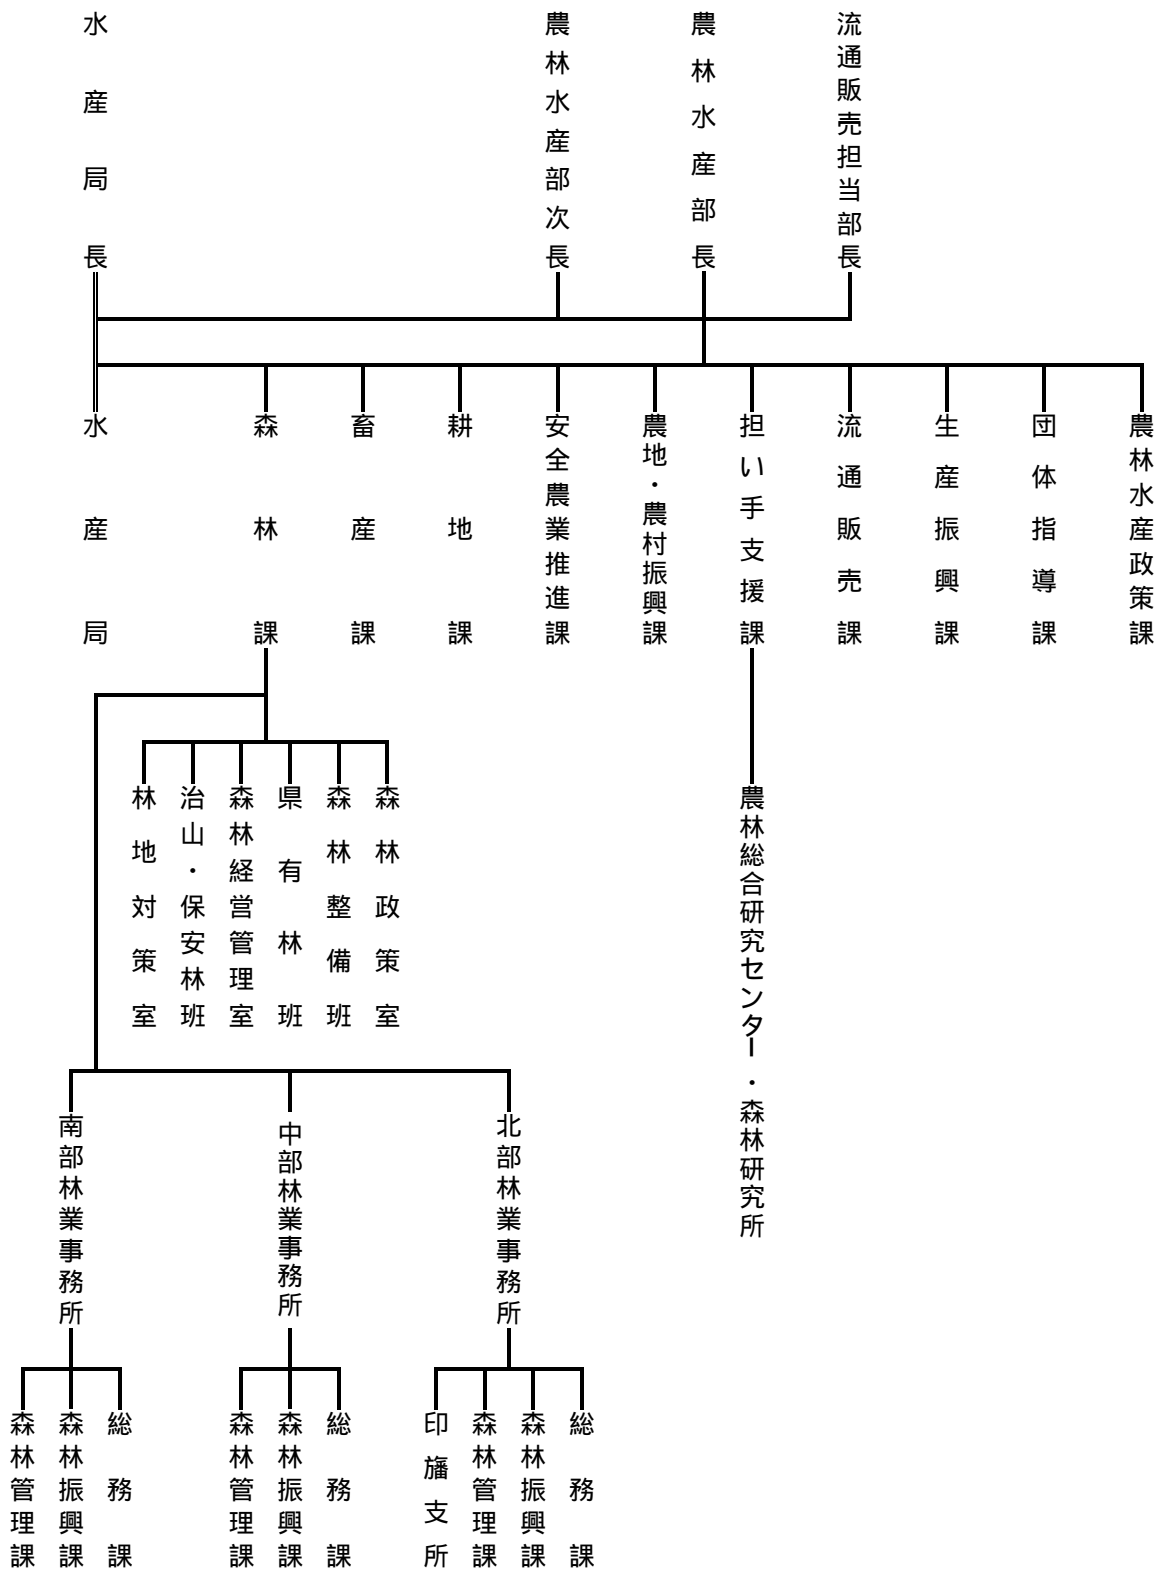 流通販売担当部長
農林水産部長
農林水産部次長
水産局長
農林水産政策課
団体指導課
生産振興課
流通販売課
担い手支援課
農地・農村振興課
安全農業推進課
耕地課
畜産課
森林課
水産局
農林総合研究センター・森林研究所
森林政策室
森林整備班
県有林班
森林経営管理室
治山・保安林班
林地対策室
北部林業事務所
中部林業事務所
南部林業事務所
総務課
森林振興課
森林管理課
印旛支所
総務課
森林振興課
森林管理課
総務課
森林振興課
森林管理課